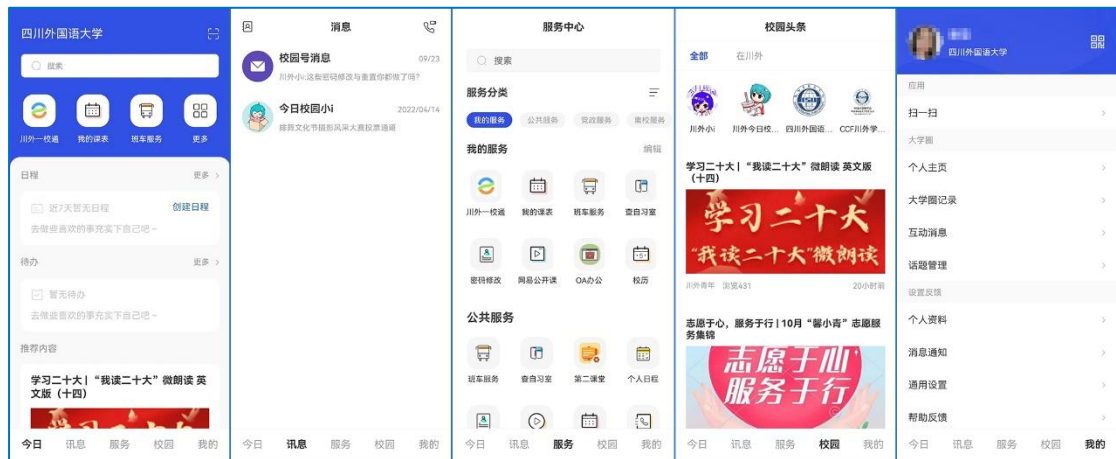 四川外国语大学
搜索
川外一校通
我的课表
班车服务
更多
日程
更多 >
近7天暂无日程
创建日程
去做些喜欢的事充实下自己吧~
待办
更多 >
暂无待办
去做些喜欢的事充实下自己吧~
推荐内容
学习二十大 | “我读二十大”微朗读 英
文版（十四）
今日
讯息
服务
校园
我的
消息
校园号消息
09/23
川外小i:这些密码修改与重置你都做了吗?
今日校园小i
2022/04/14
今日
讯息
服务
校园
我的
服务中心
搜索
服务分类
我的服务
公共服务
党政服务
离校服务
我的服务
编辑
川外一校通
我的课表
班车服务
查自习室
密码修改
网易公开课
OA办公
校历
公共服务
班车服务
查自习室
第二课堂
个人日程
今日
讯息
服务
校园
我的
校园头条
全部
在川外
川外小i
川外今日校...
四川外国语...
CCF川外学...
学习二十大 | “我读二十大”微朗读 英文版
（十四）
学习二十大
“我读二十大”微朗读
川外青年 浏览431
20小时前
志愿于心，服务于行 | 10月“馨小青”志愿服
务集锦
志愿于心
服务于行
今日
讯息
服务
校园
我的
四川外国语大学
应用
扫一扫
大学圈
个人主页
大学圈记录
互动消息
话题管理
设置反馈
个人资料
消息通知
通用设置
帮助反馈
今日
讯息
服务
校园
我的